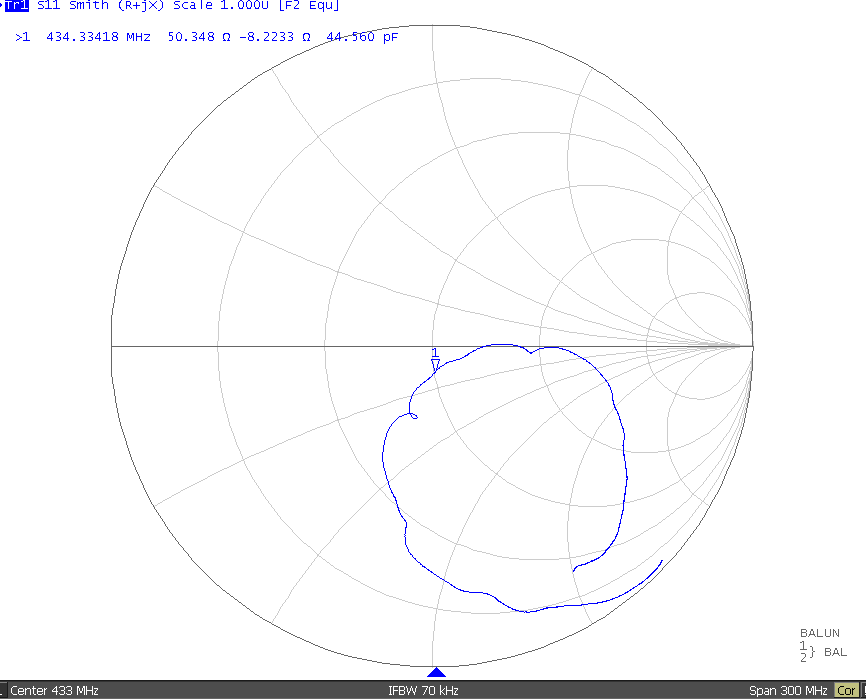 Tr1 S11 Smith (R+jX) Scale 1.000U [F2 Equ]
>1 434.33418 MHz 50.348 Ω -8.2233 Ω 44.560 pF
1
BALUN
1
2} BAL
Center 433 MHz IFBW 70 kHz Span 300 MHz Cor